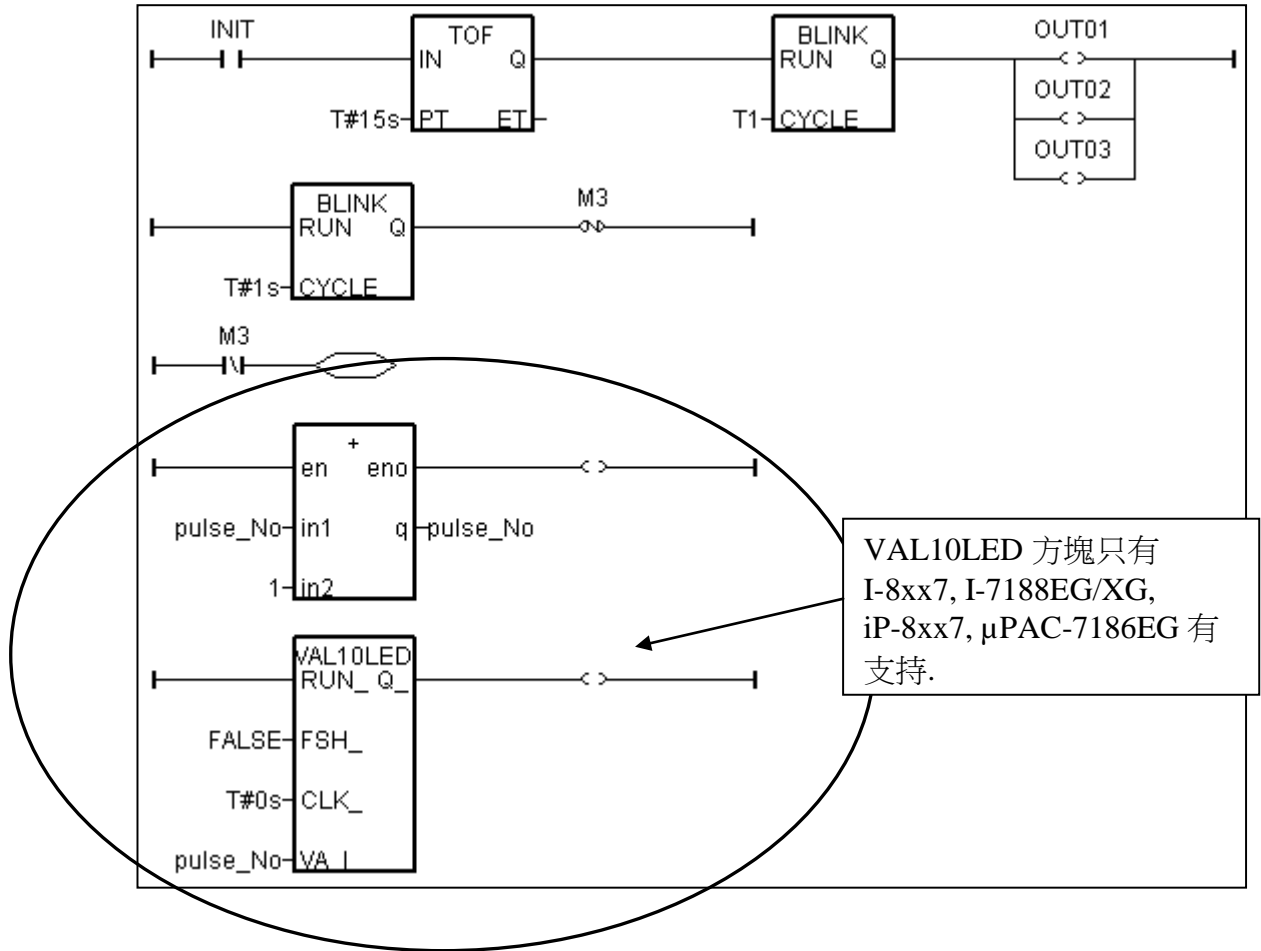 INIT
TOF
IN Q
T#15s PT ET
BLINK
RUN Q
T1 CYCLE
OUT01
OUT02
OUT03
BLINK
RUN Q
T#1s CYCLE
M3
N
M3
+
en eno
pulse_No in1 q pulse_No
1 in2
VAL10LED
RUN_ Q_
FALSE FSH_
T#0s CLK_
pulse_No
VAL10LED 方塊只有
I-8xx7, I-7188EG/XG,
iP-8xx7, µPAC-7186EG 有
支持.